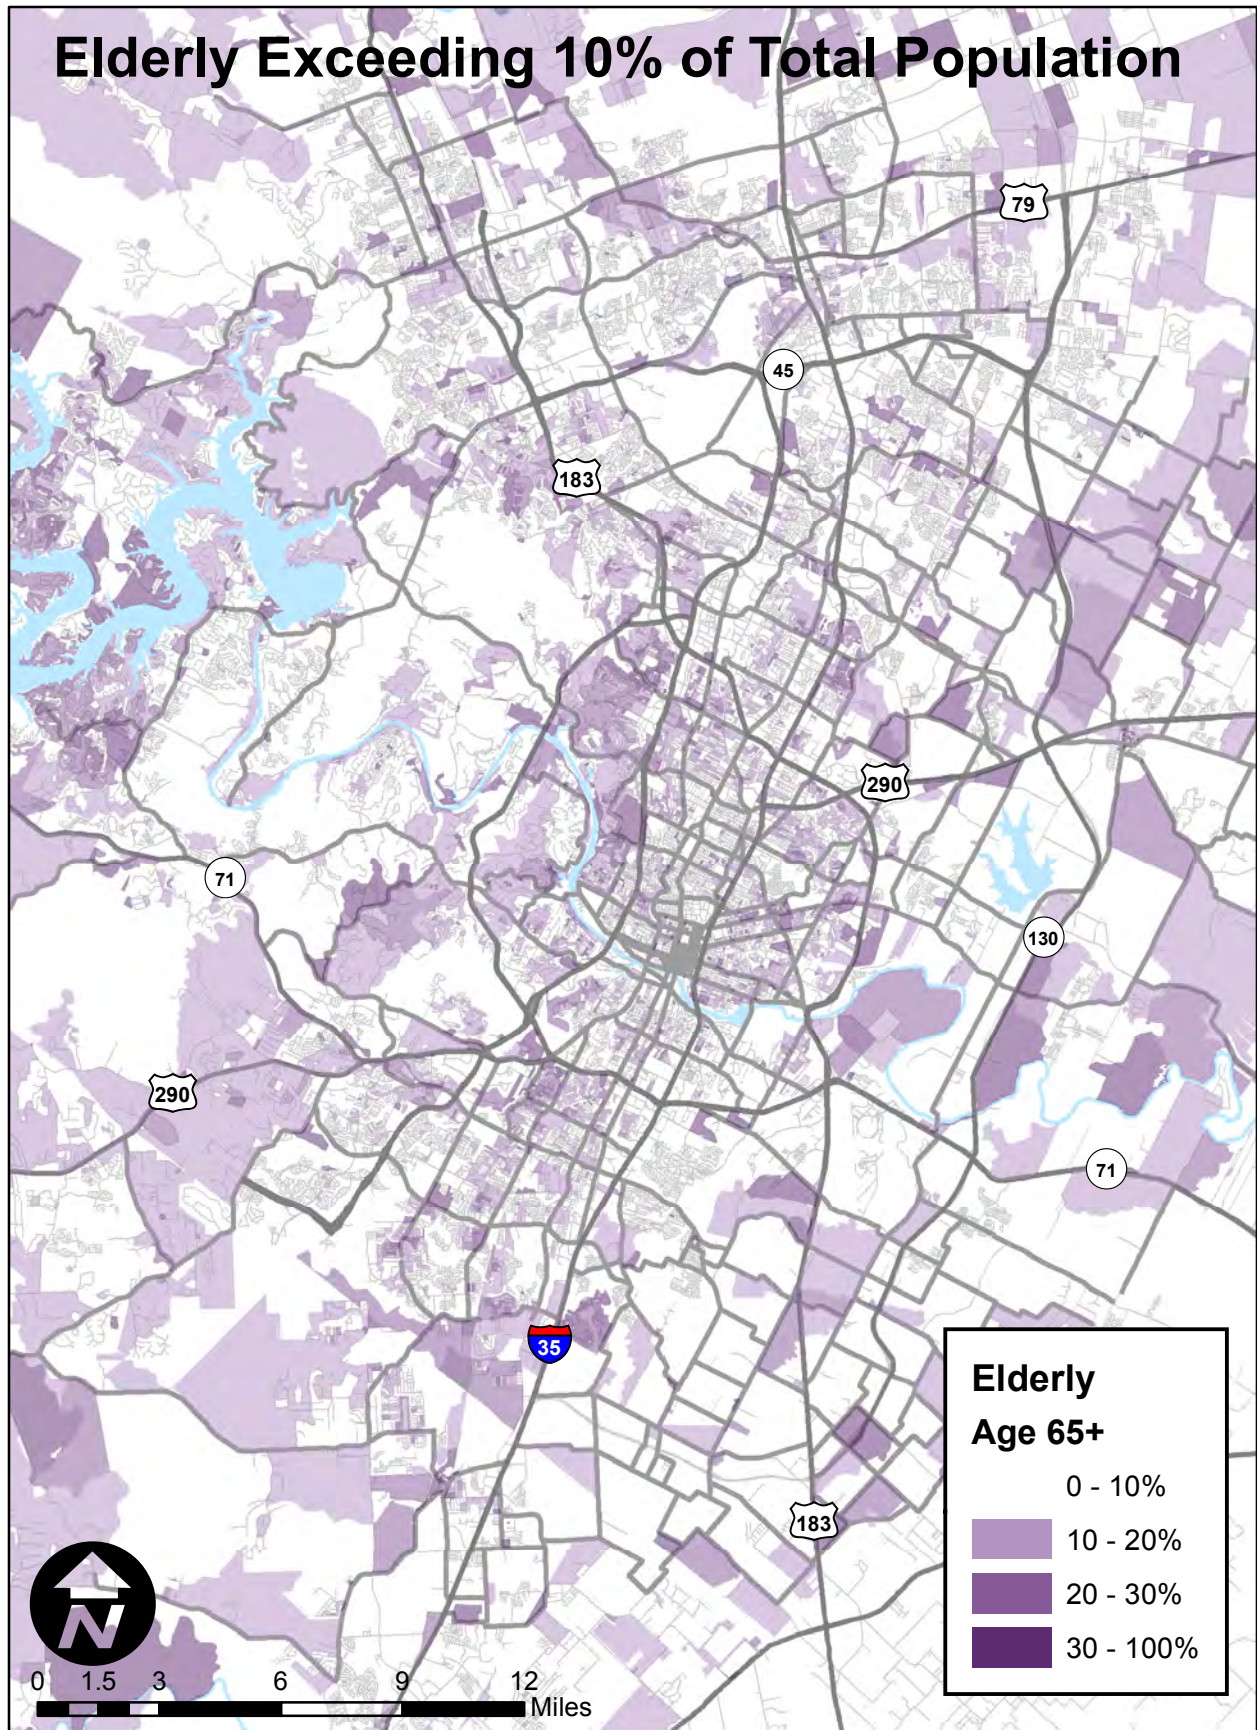 Elderly Exceeding 10% of Total Population
79
45
183
290
71
130
290
71
35
183
Elderly
Age 65+
0 - 10%
10 - 20%
20 - 30%
30 - 100%
N
0 1.5 3 6 9 12
Miles